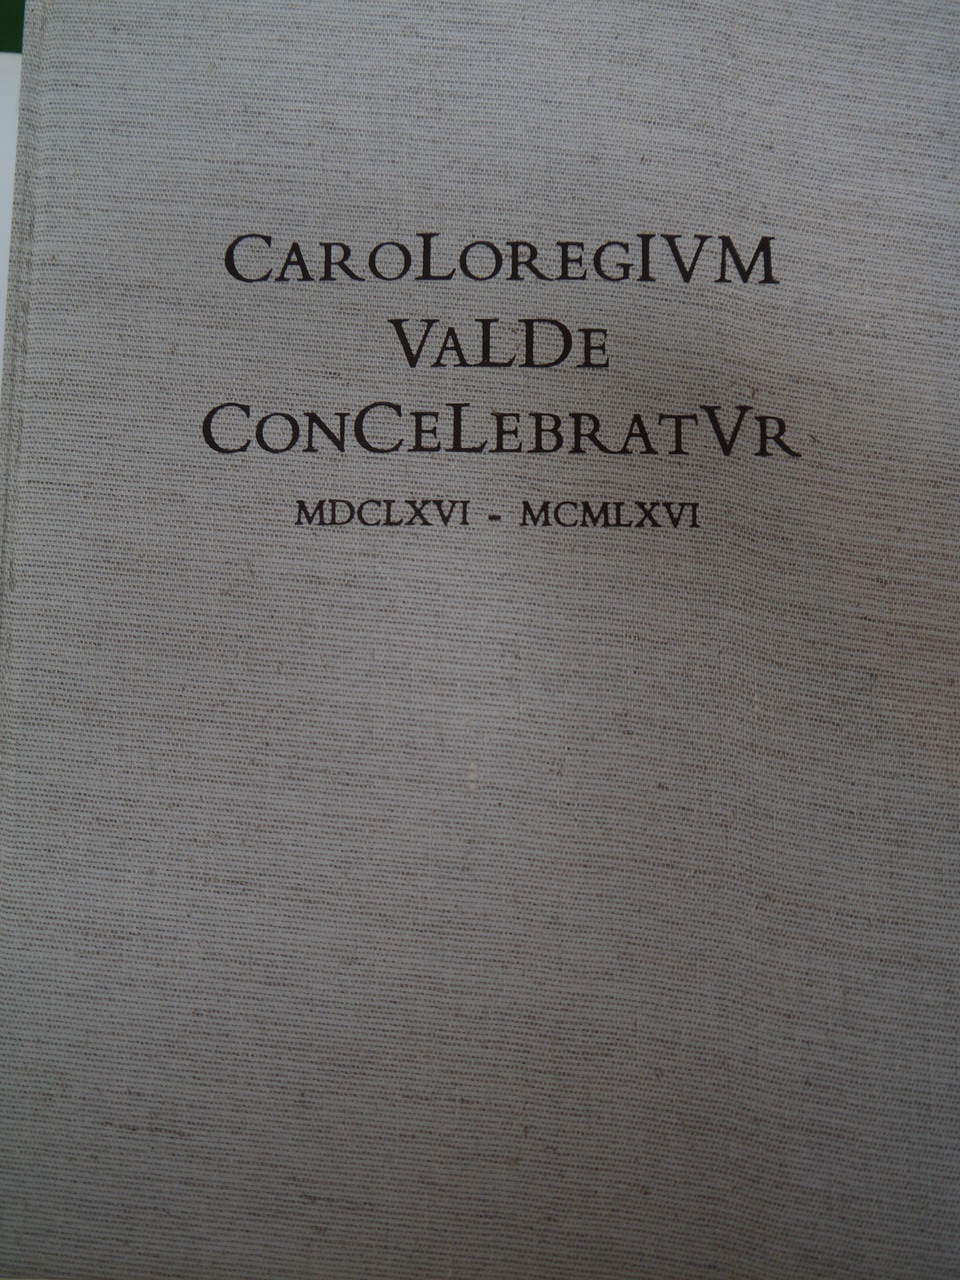 CAROLOREGIVM
VALDE
CONCELEBRATVR
MDCLXVI - MCMLXVI